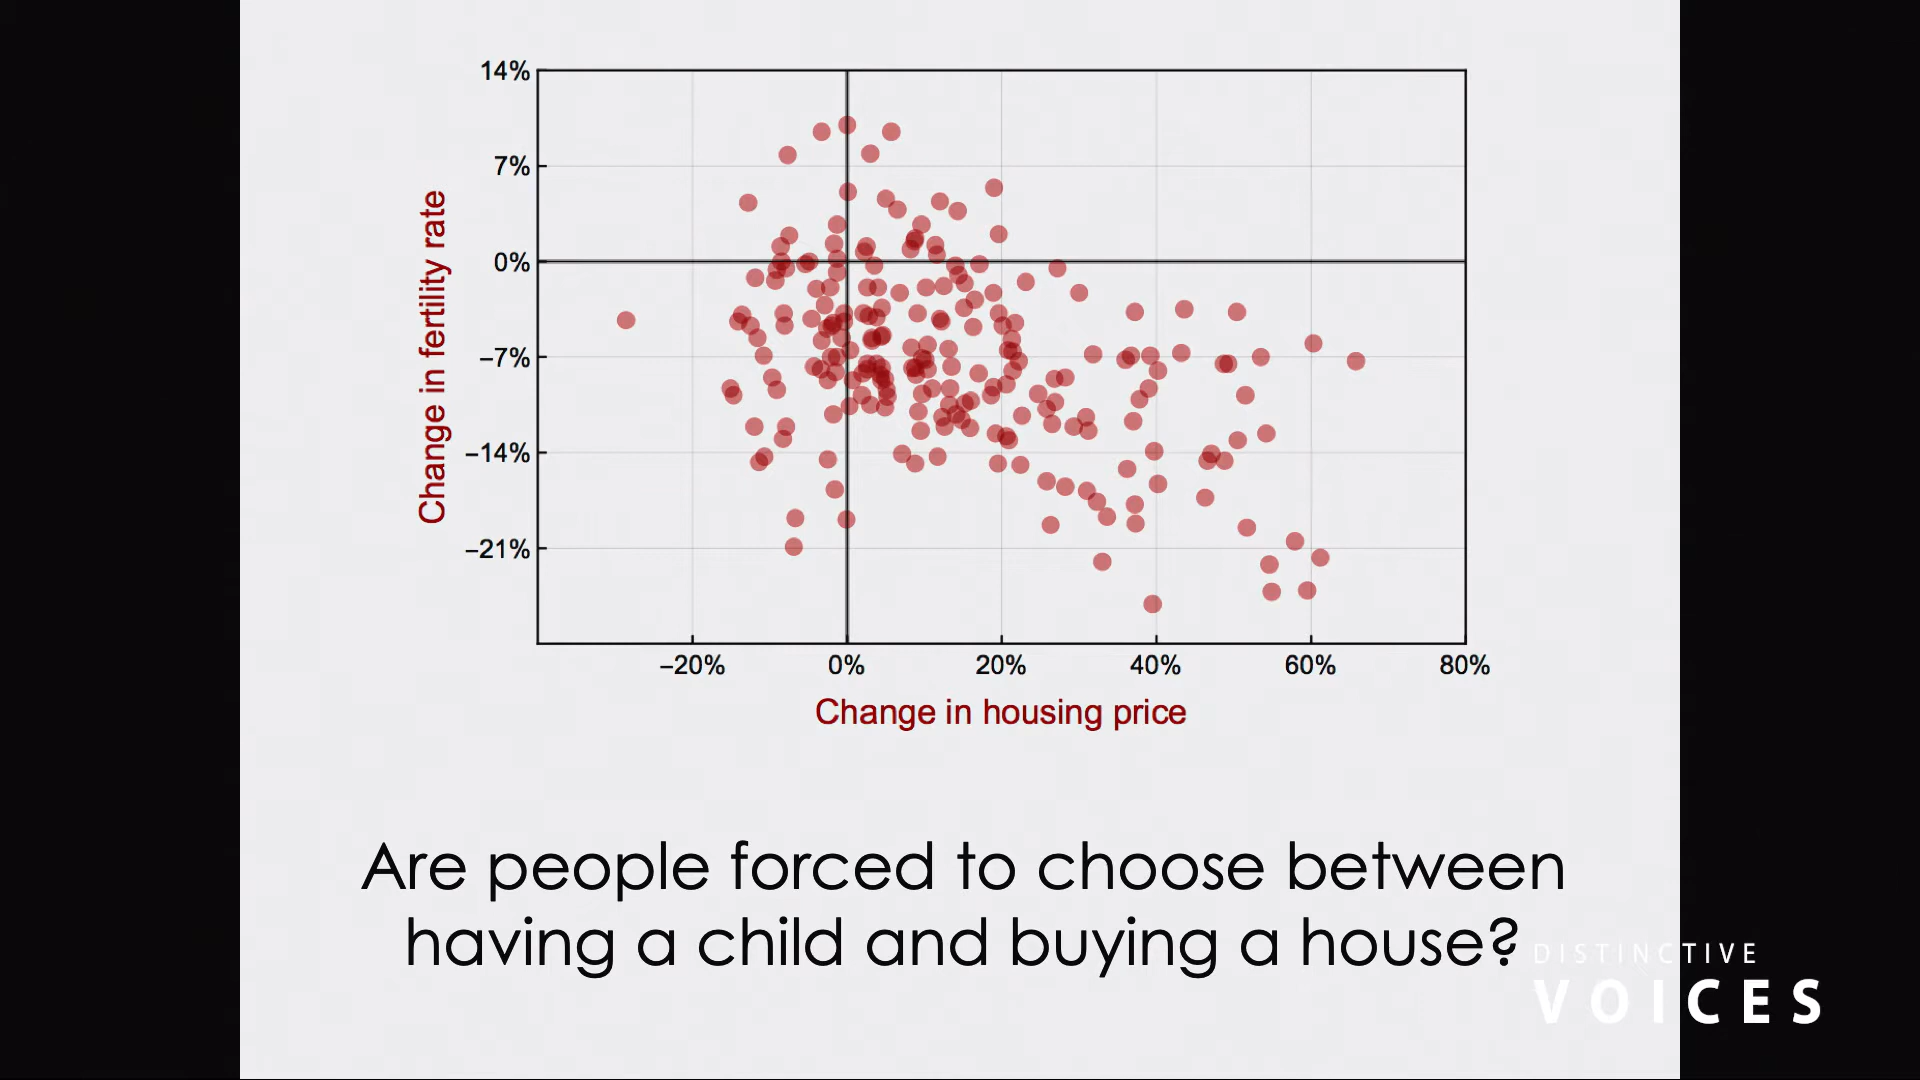 14%
7%
0%
−7%
−14%
−21%
Change in fertility rate
−20% 0% 20% 40% 60% 80%
Change in housing price
Are people forced to choose between
having a child and buying a house?
DISTINCTIVE
VOICES